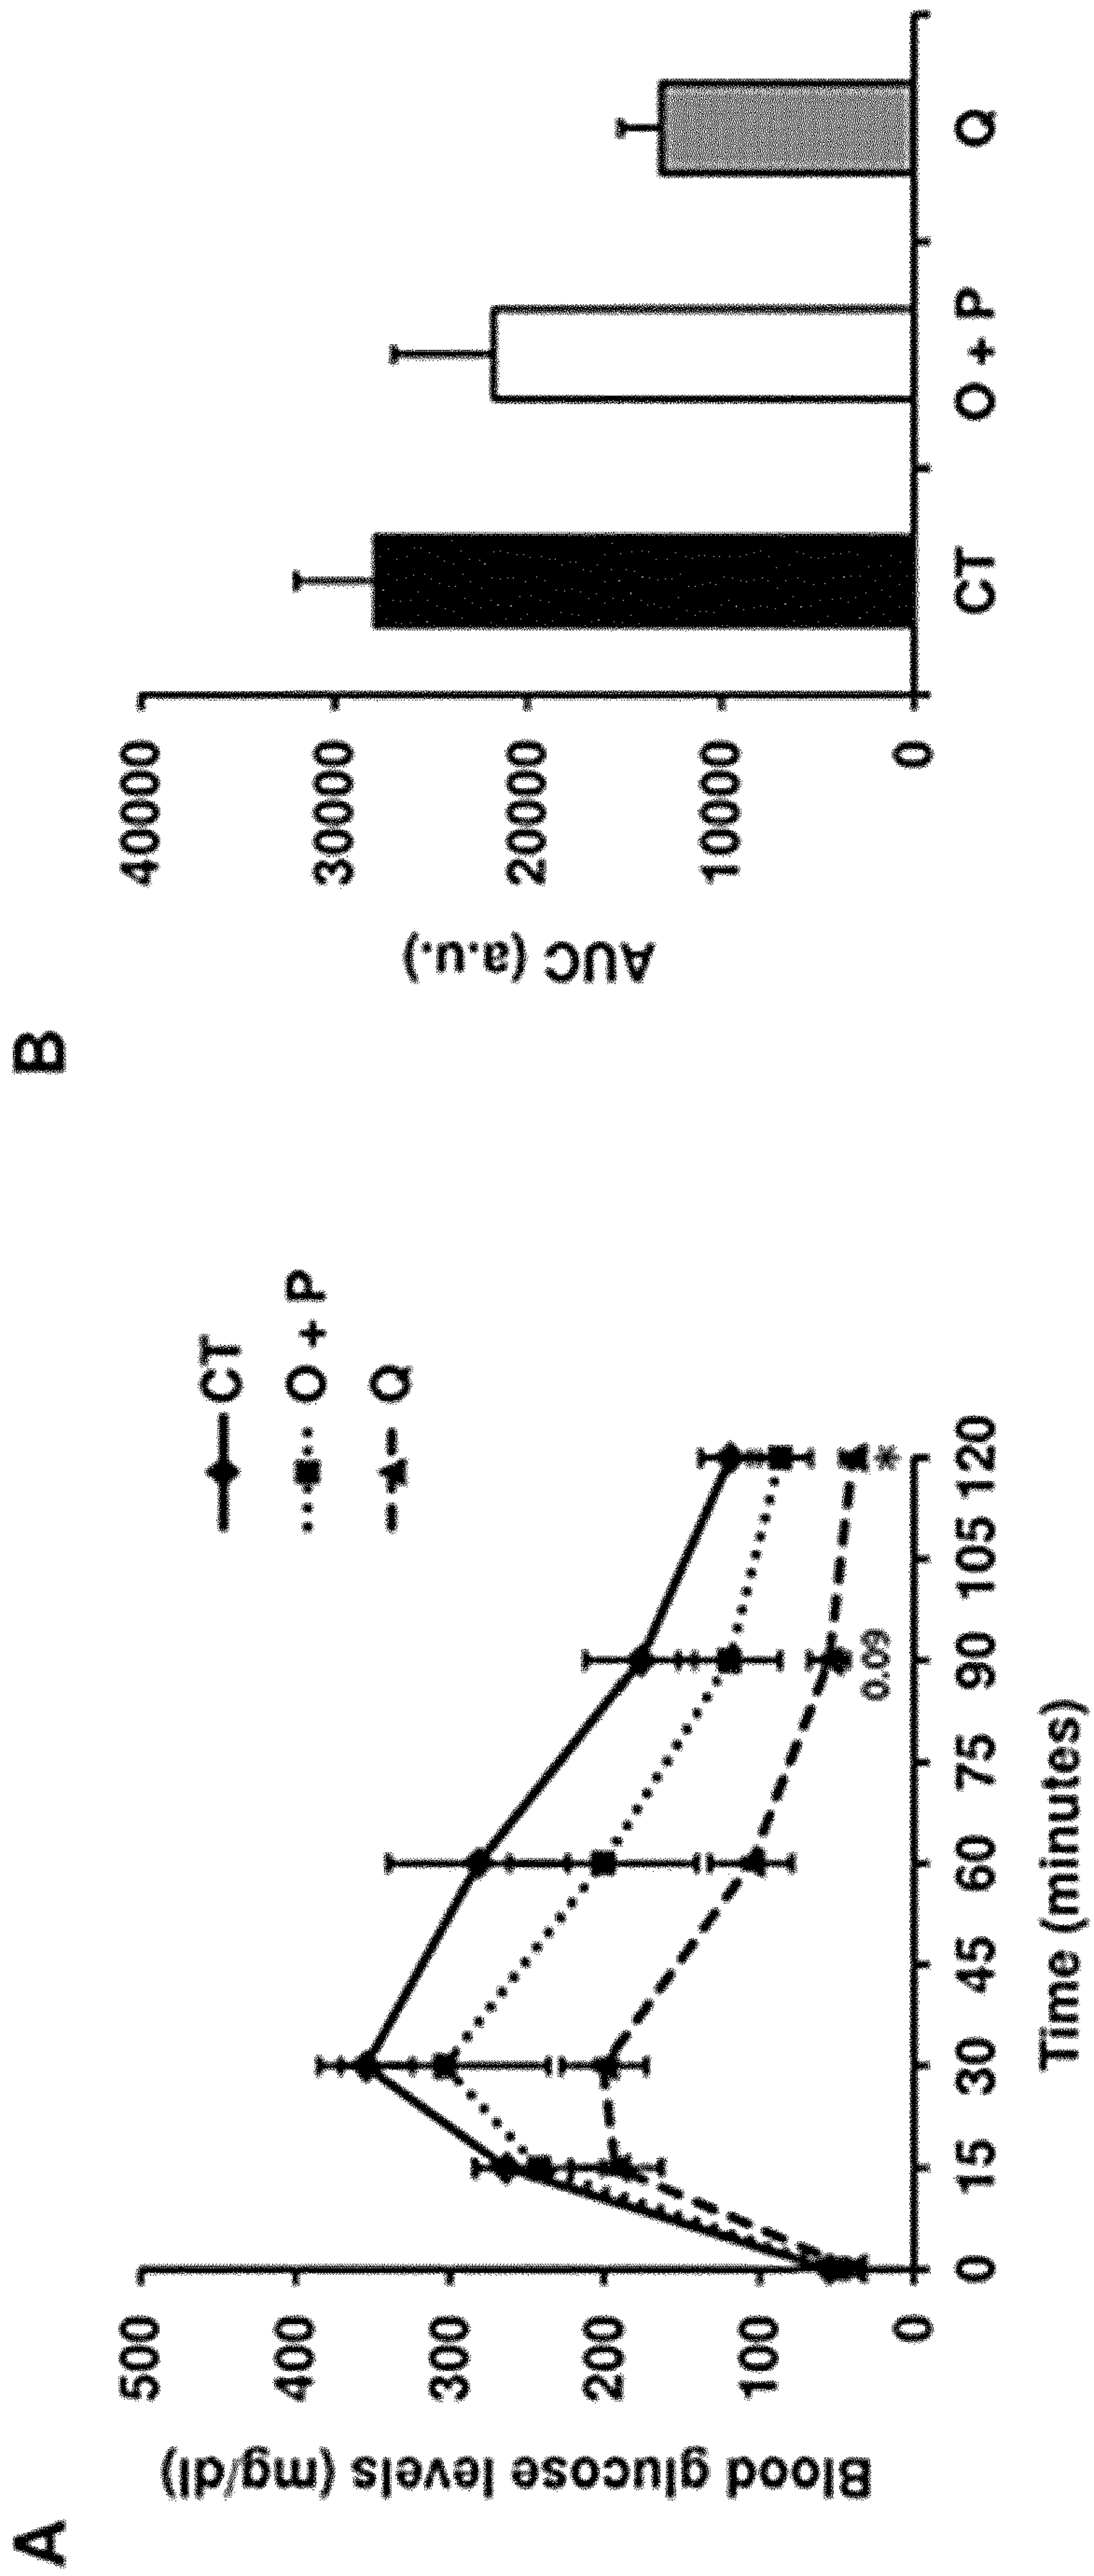 A
Blood glucose levels (mg/dl)
500
400
300
200
100
0
0 15 30 45 60 75 90 105 120
Time (minutes)
CT
O + P
Q
0.09
*
B
AUC (a.u.)
40000
30000
20000
10000
0
CT
O + P
Q